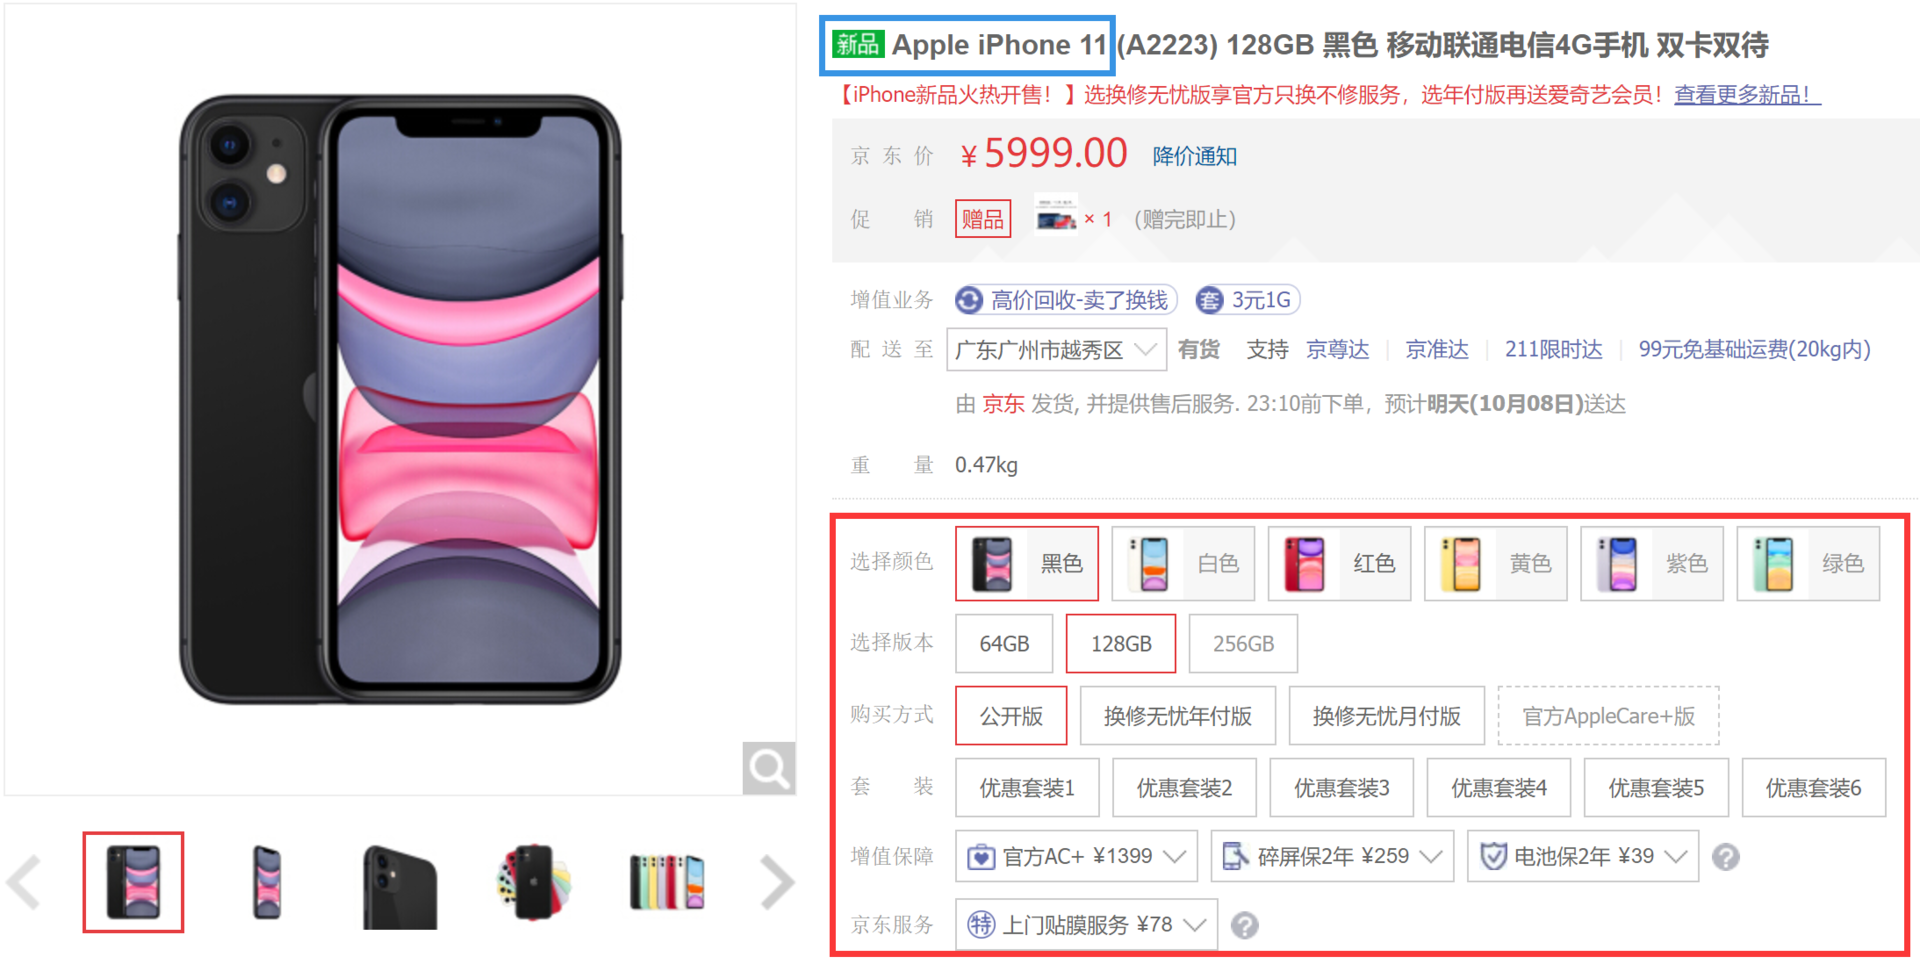 新品 Apple iPhone 11 (A2223) 128GB 黑色 移动联通电信4G手机 双卡双待
【iPhone新品火热开售！】选换修无忧版享官方只换不修服务，选年付版再送爱奇艺会员！查看更多新品！
京东价 ¥5999.00 降价通知
促销 赠品 × 1 (赠完即止)
增值业务 高价回收-卖了换钱 套 3元1G
配送至 广东广州市越秀区 有货 支持 京尊达 京准达 211限时达 99元免基础运费(20kg内)
由 京东 发货, 并提供售后服务. 23:10前下单，预计明天(10月08日)送达
重量 0.47kg
选择颜色 黑色 白色 红色 黄色 紫色 绿色
选择版本 64GB 128GB 256GB
购买方式 公开版 换修无忧年付版 换修无忧月付版 官方AppleCare+版
套装 优惠套装1 优惠套装2 优惠套装3 优惠套装4 优惠套装5 优惠套装6
增值保障 官方AC+ ¥1399 碎屏保2年 ¥259 电池保2年 ¥39 ?
京东服务 特 上门贴膜服务 ¥78 ?